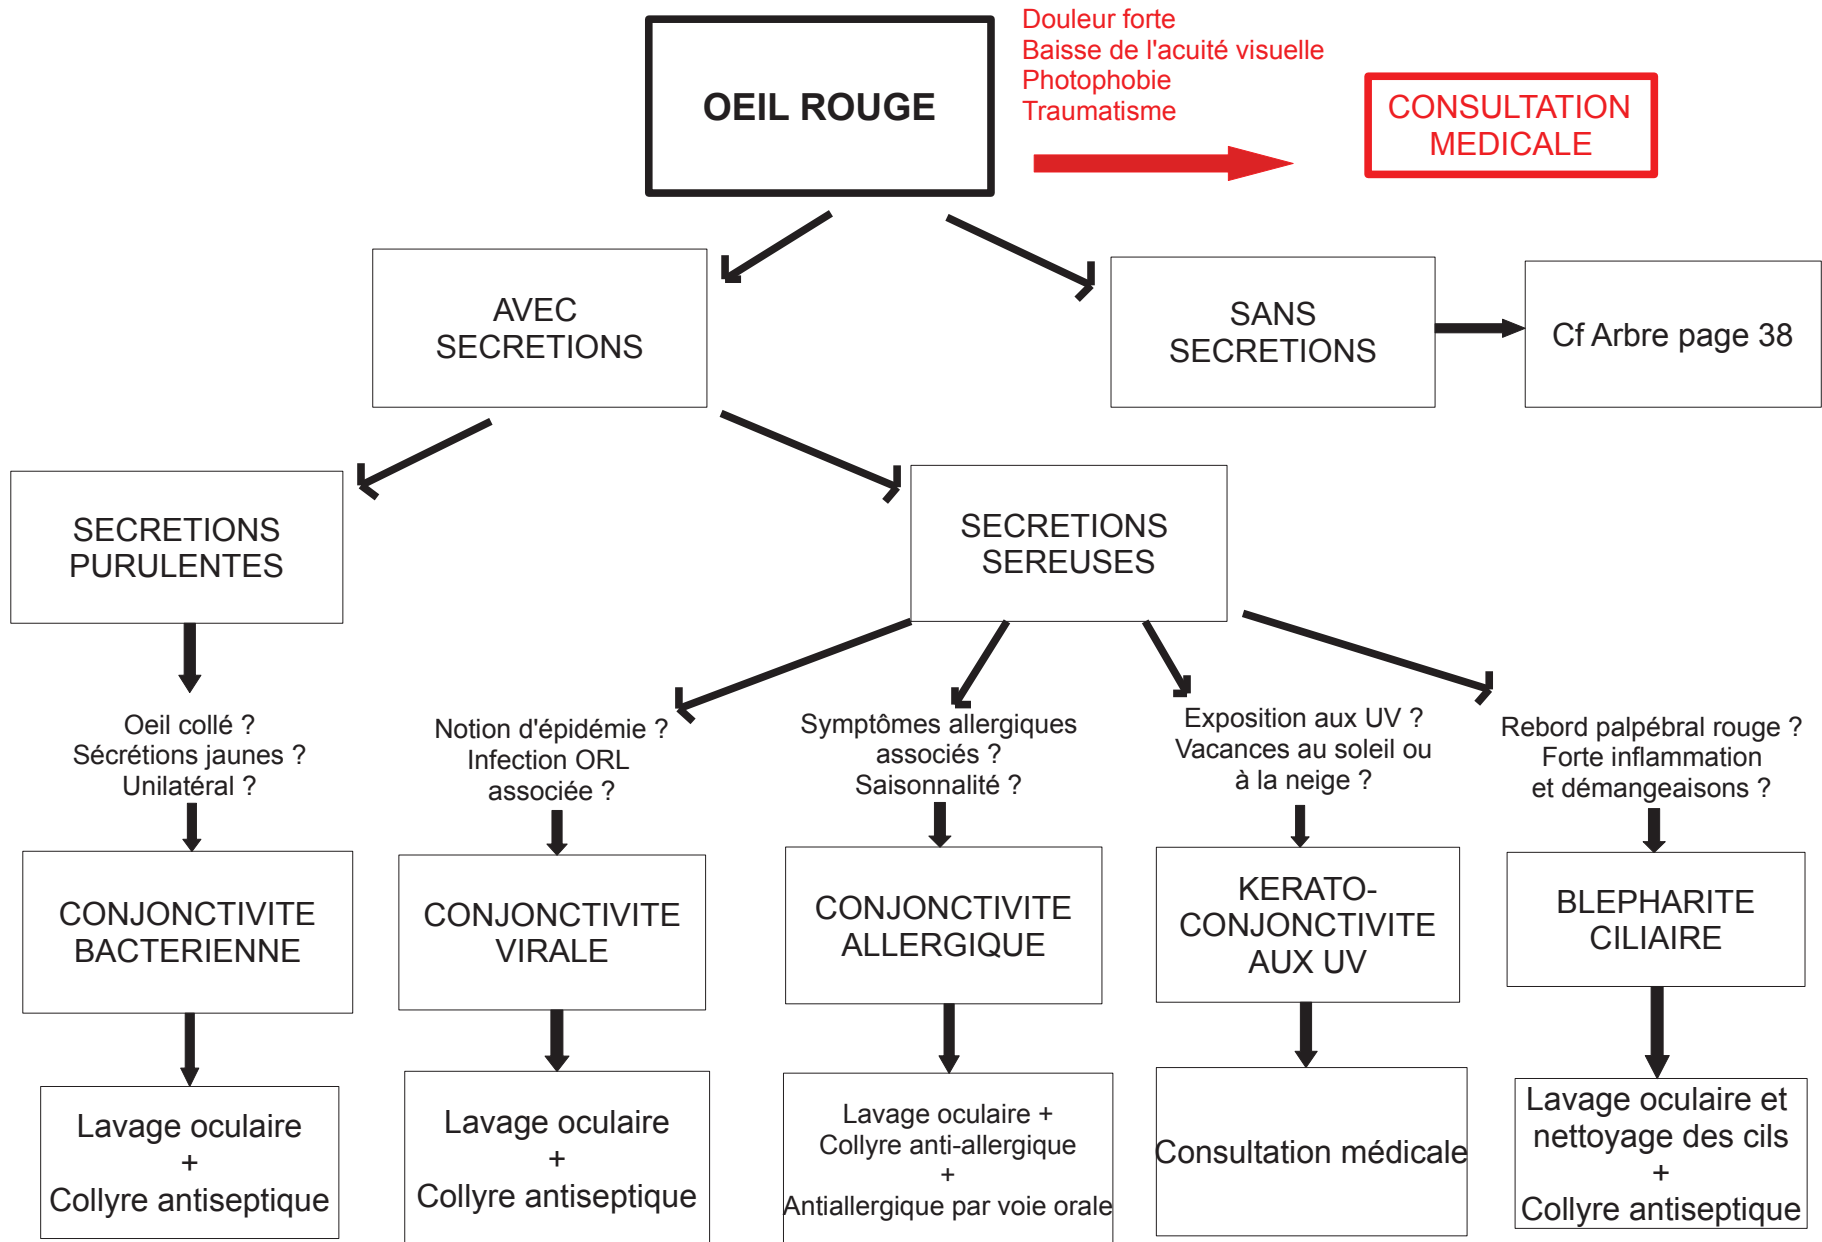 OEIL ROUGE
Douleur forte
Baisse de l'acuité visuelle
Photophobie
Traumatisme
CONSULTATION
MEDICALE
AVEC
SECRETIONS
SANS
SECRETIONS
Cf Arbre page 38
SECRETIONS
PURULENTES
SECRETIONS
SEREUSES
Oeil collé ?
Sécrétions jaunes ?
Unilatéral ?
Notion d'épidémie ?
Infection ORL
associée ?
Symptômes allergiques
associés ?
Saisonnalité ?
Exposition aux UV ?
Vacances au soleil ou
à la neige ?
Rebord palpébral rouge ?
Forte inflammation
et démangeaisons ?
CONJONCTIVITE
BACTERIENNE
CONJONCTIVITE
VIRALE
CONJONCTIVITE
ALLERGIQUE
KERATO-
CONJONCTIVITE
AUX UV
BLEPHARITE
CILIAIRE
Lavage oculaire
+
Collyre antiseptique
Lavage oculaire
+
Collyre antiseptique
Lavage oculaire +
Collyre anti-allergique
+
Antiallergique par voie orale
Consultation médicale
Lavage oculaire et
nettoyage des cils
+
Collyre antiseptique